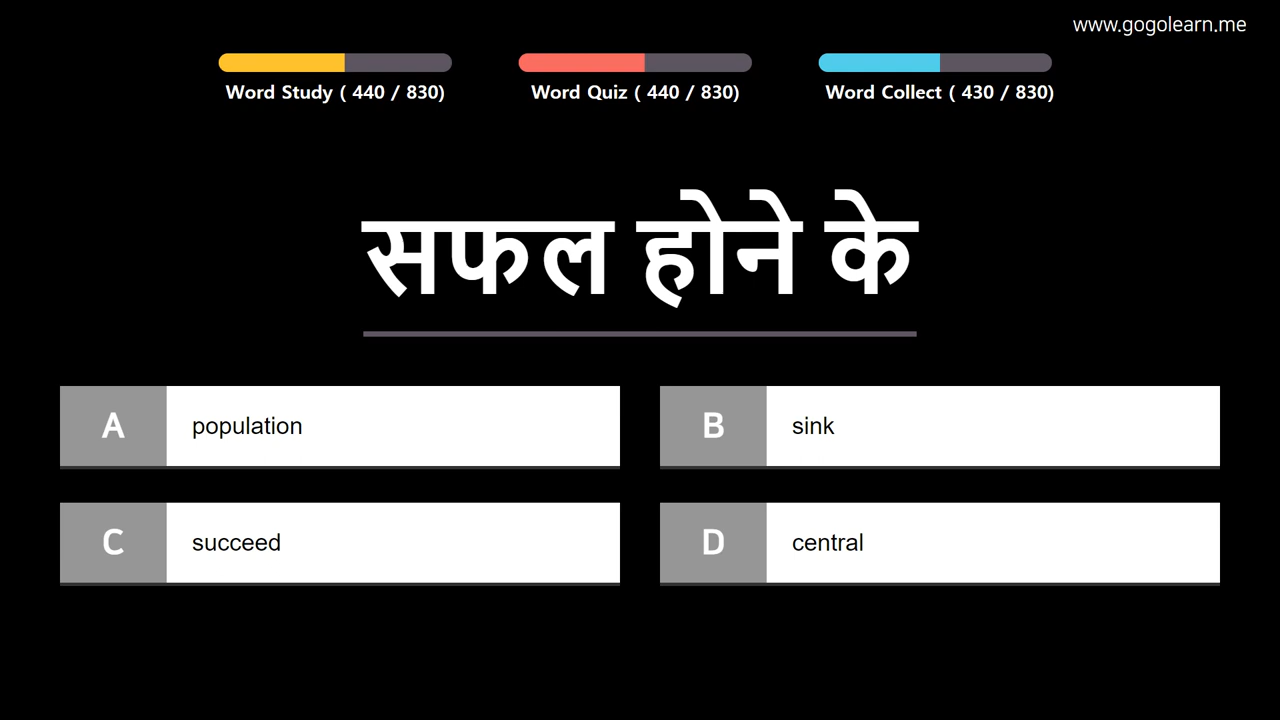 www.gogolearn.me
Word Study ( 440 / 830)
Word Quiz ( 440 / 830)
Word Collect ( 430 / 830)
सफल होने के
A population
B sink
C succeed
D central